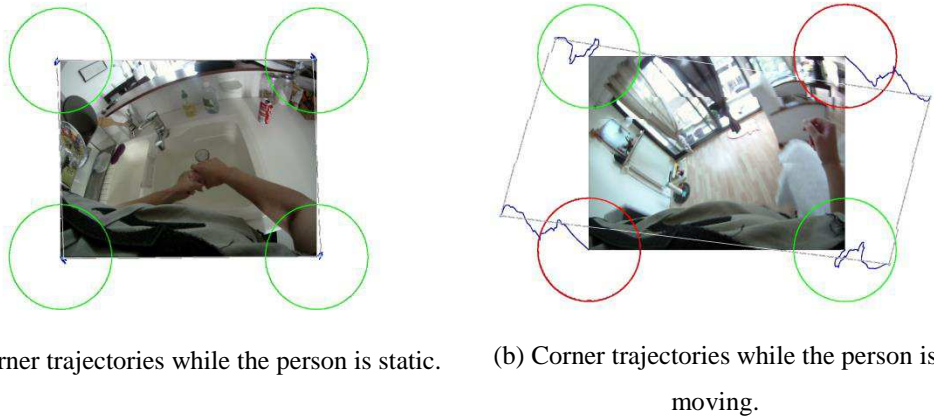 rner trajectories while the person is static.
(b) Corner trajectories while the person is
moving.